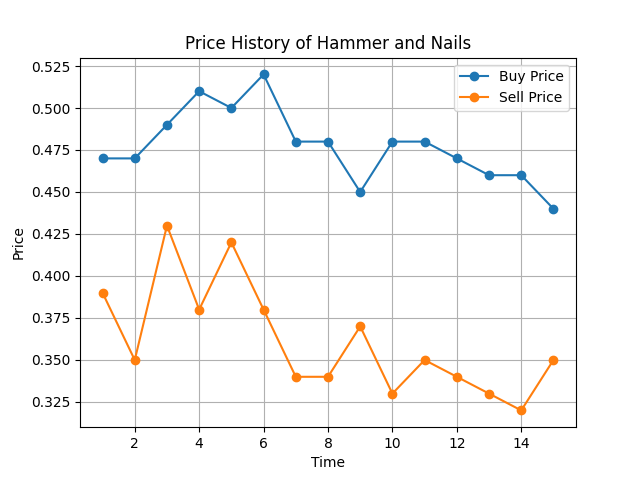 Price History of Hammer and Nails
Buy Price
Sell Price
Price
0.525
0.500
0.475
0.450
0.425
0.400
0.375
0.350
0.325
2 4 6 8 10 12 14
Time